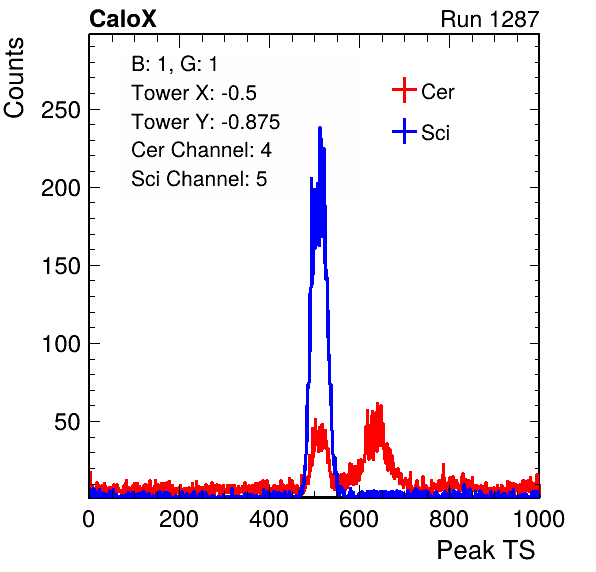 CaloX Run 1287
Counts
B: 1, G: 1
Tower X: -0.5
Tower Y: -0.875
Cer Channel: 4
Sci Channel: 5
Cer
Sci
250
200
150
100
50
0 200 400 600 800 1000
Peak TS